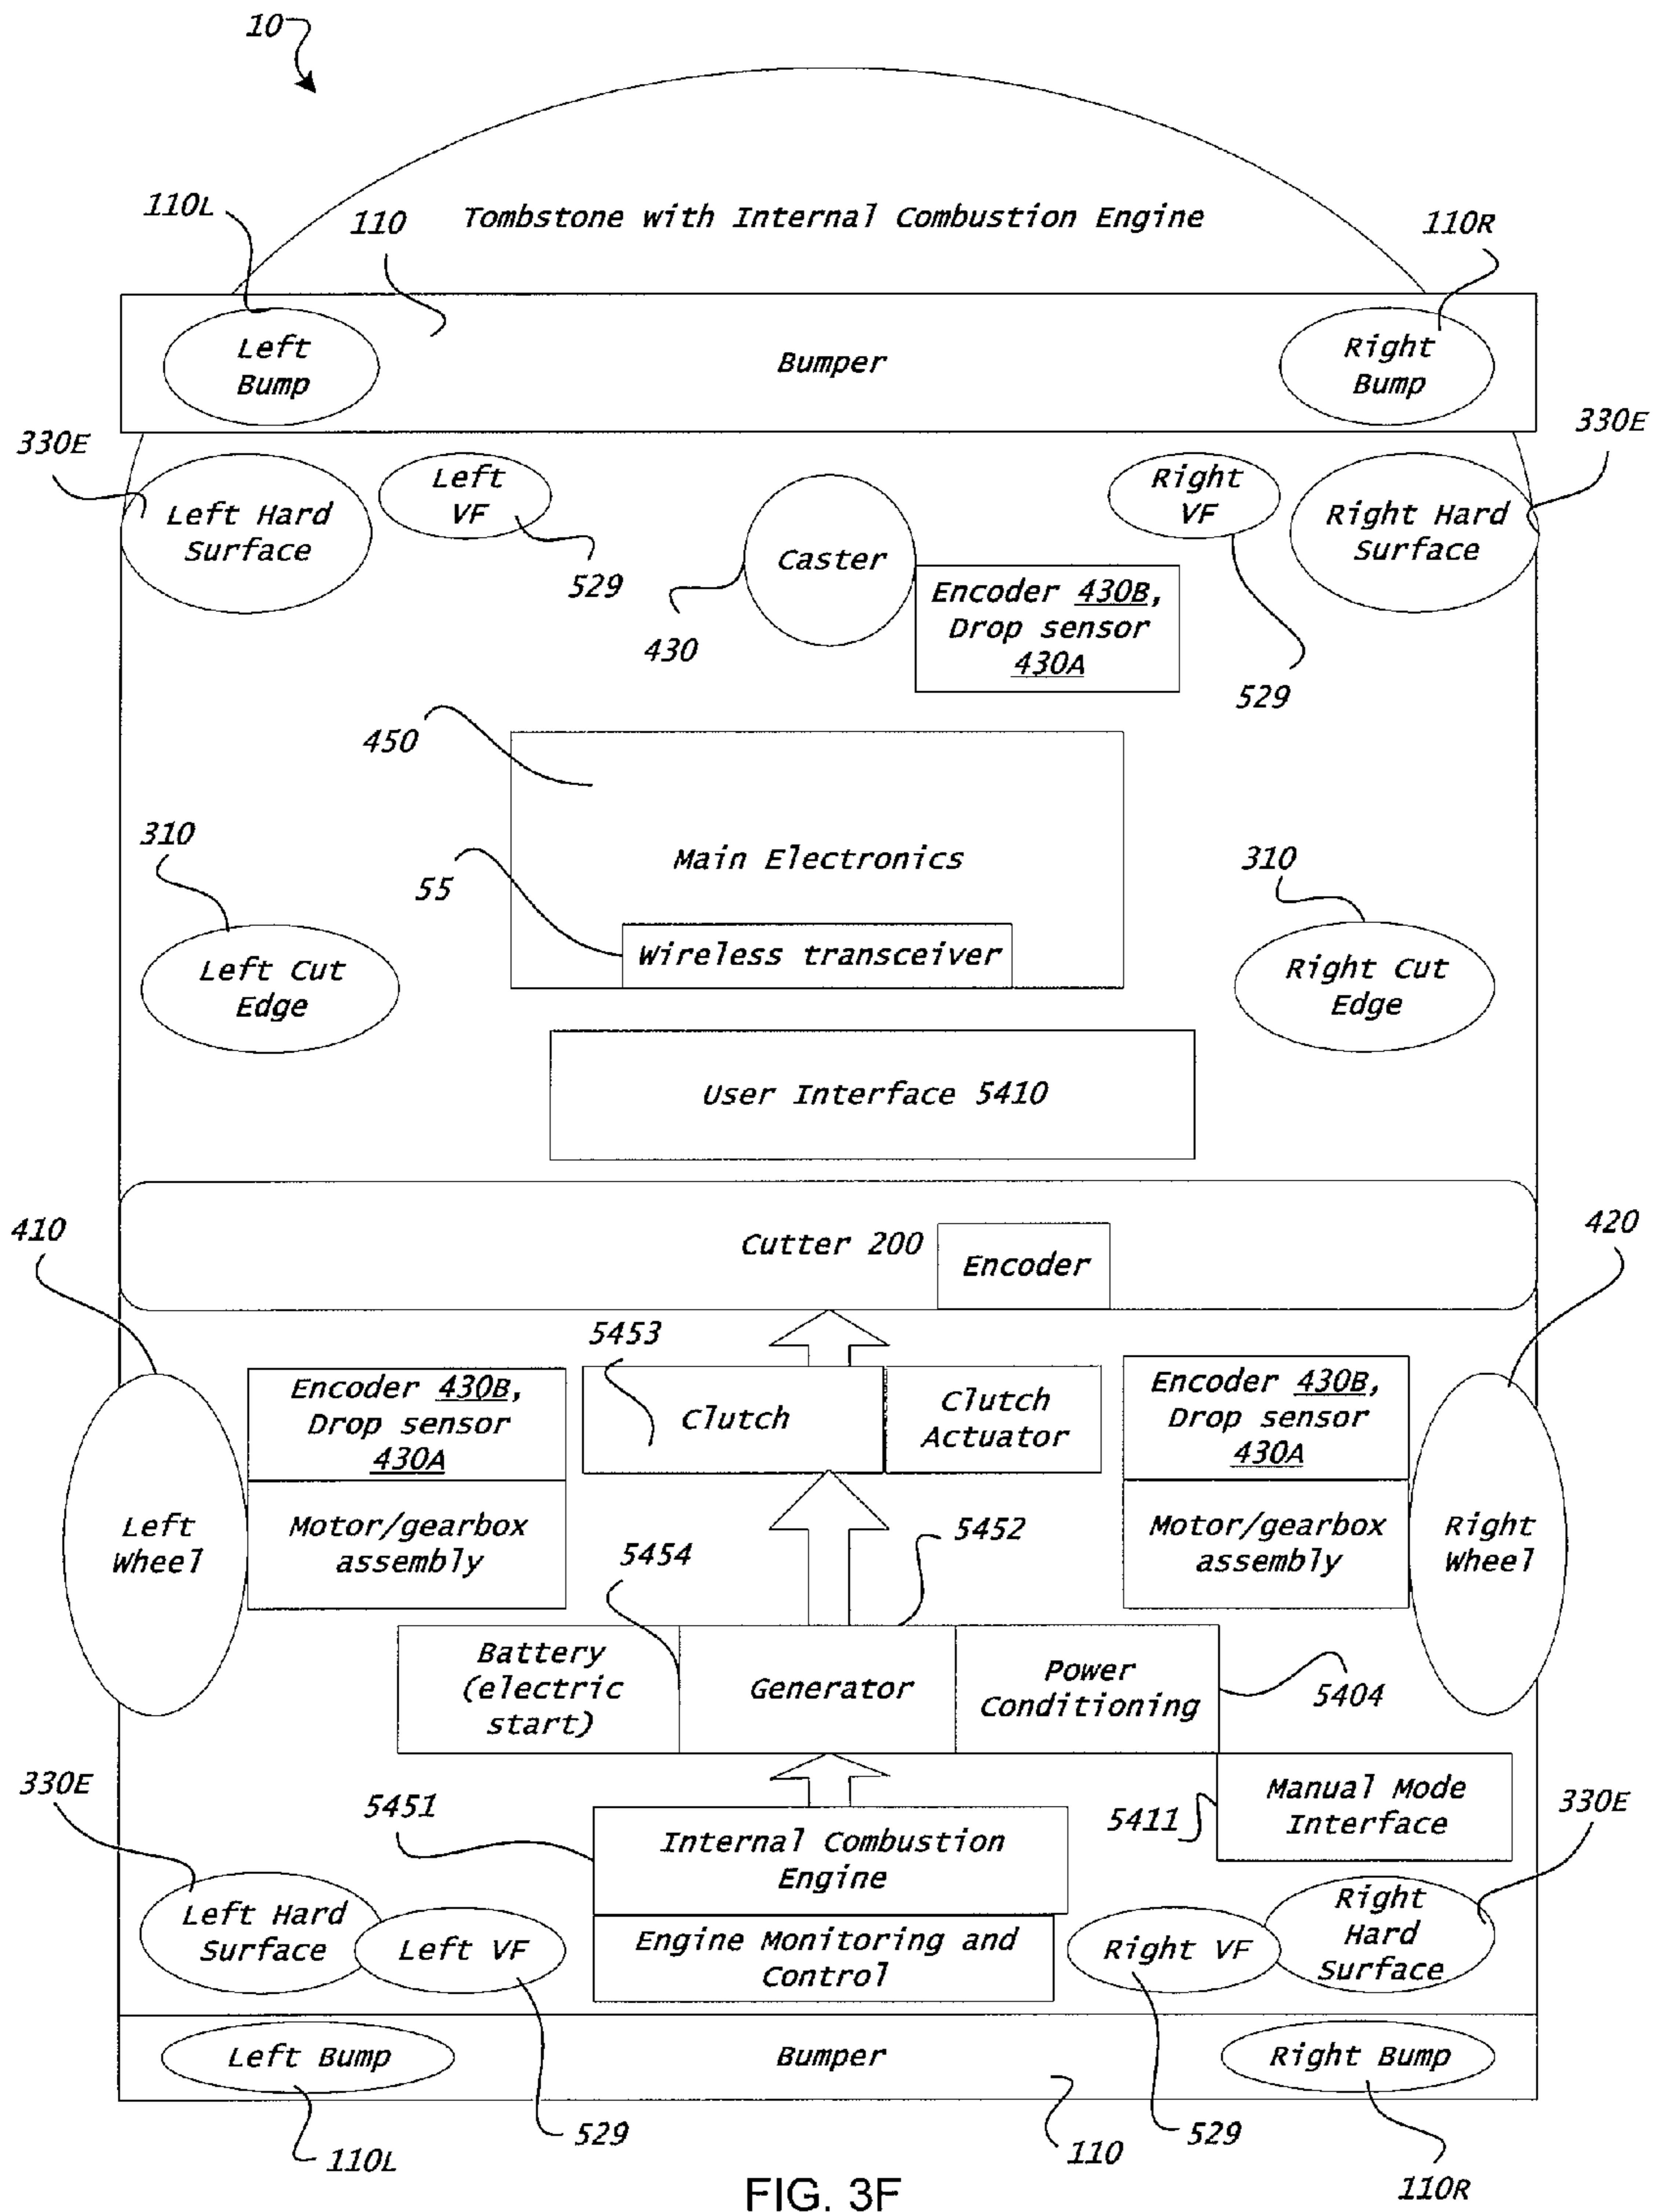 10
Tombstone with Internal Combustion Engine
110L
110
110R
Left
Bump
Bumper
Right
Bump
330E
330E
Left Hard
Surface
Left
VF
529
Caster
430
Encoder 430B,
Drop sensor
430A
Right
VF
529
Right Hard
Surface
450
Main Electronics
55
Wireless transceiver
310
Left Cut
Edge
310
Right Cut
Edge
User Interface 5410
410
Cutter 200
Encoder
420
5453
Encoder 430B,
Drop sensor
430A
Clutch
Clutch
Actuator
Encoder 430B,
Drop sensor
430A
Left
Wheel
Motor/gearbox
assembly
5454
5452
Motor/gearbox
assembly
Right
Wheel
Battery
(electric
start)
Generator
Power
Conditioning
5404
330E
5451
Internal Combustion
Engine
5411
Manual Mode
Interface
330E
Left Hard
Surface
Left VF
Engine Monitoring and
Control
Right VF
Right
Hard
Surface
Left Bump
Bumper
Right Bump
110L
529
110
529
110R
FIG. 3F